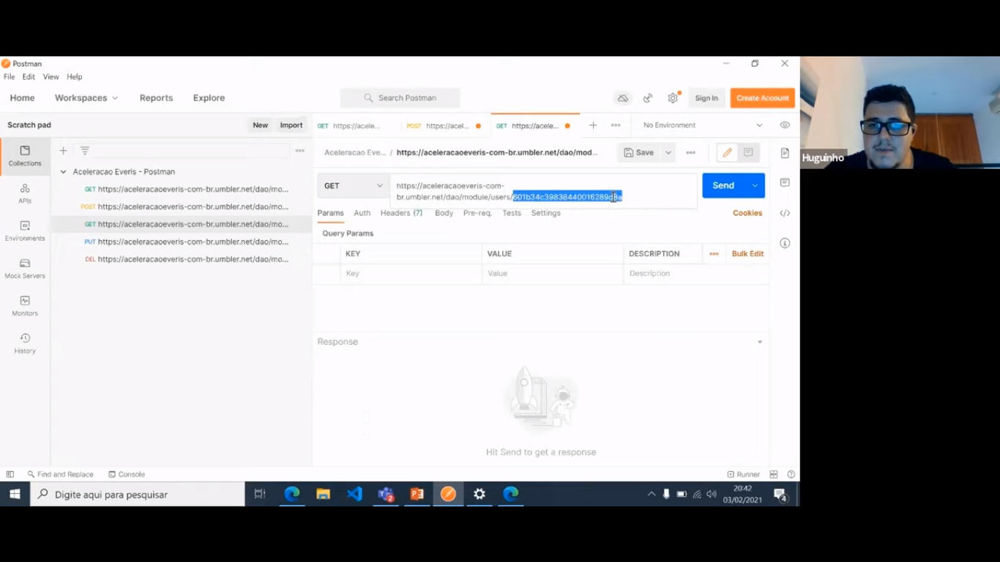 Postman
File Edit View Help
Home Workspaces Reports Explore Search Postman Sign In Create Account
Scratch pad New Import
GET https://acele... POST https://acel... GET https://acele... No Environment
Collections
Aceleracao Everis - Postman
GET https://aceleracaoeveris-com-br.umbler.net/dao/mo...
POST https://aceleracaoeveris-com-br.umbler.net/dao/mo...
GET https://aceleracaoeveris-com-br.umbler.net/dao/mo...
PUT https://aceleracaoeveris-com-br.umbler.net/dao/mo...
DEL https://aceleracaoeveris-com-br.umbler.net/dao/mo...
APIs
Environments
Mock Servers
Monitors
History
Aceleracao Eve... / https://aceleracaoeveris-com-br.umbler.net/dao/mod... Save
GET
https://aceleracaoeveris-com-
br.umbler.net/dao/module/users/
Send
Params Auth Headers (7) Body Pre-req. Tests Settings Cookies
Query Params
KEY VALUE DESCRIPTION Bulk Edit
Key Value Description
Response
Hit Send to get a response
Find and Replace Console Runner
Digite aqui para pesquisar
20:42
03/02/2021
2
4
Huguinho